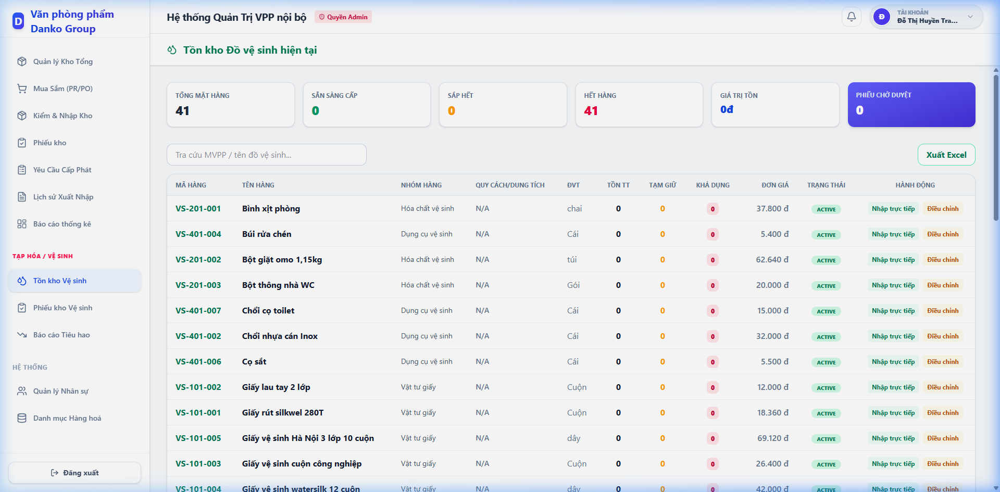 D
Văn phòng phẩm
Danko Group
Quản lý Kho Tổng
Mua Sắm (PR/PO)
Kiểm & Nhập Kho
Phiếu kho
Yêu Cầu Cấp Phát
Lịch sử Xuất Nhập
Báo cáo thống kê
TẠP HÓA / VỆ SINH
Tồn kho Vệ sinh
Phiếu kho Vệ sinh
Báo cáo Tiêu hao
HỆ THỐNG
Quản lý Nhân sự
Danh mục Hàng hoá
Đăng xuất
Hệ thống Quản Trị VPP nội bộ
Quyền Admin
Đ
TÀI KHOẢN
Đỗ Thị Huyền Tra...
Tồn kho Đồ vệ sinh hiện tại
TỔNG MẶT HÀNG
41
SẴN SÀNG CẤP
0
SẮP HẾT
0
HẾT HÀNG
41
GIÁ TRỊ TỒN
0đ
PHIẾU CHỜ DUYỆT
0
Tra cứu MVPP / tên đồ vệ sinh...
Xuất Excel
MÃ HÀNG TÊN HÀNG NHÓM HÀNG QUY CÁCH/DUNG TÍCH ĐVT TỒN TT TẠM GIỮ KHẢ DỤNG ĐƠN GIÁ TRẠNG THÁI HÀNH ĐỘNG
VS-201-001 Bình xịt phòng Hóa chất vệ sinh N/A chai 0 0 0 37.800 đ ACTIVE Nhập trực tiếp Điều chỉnh
VS-401-004 Búi rửa chén Dụng cụ vệ sinh N/A Cái 0 0 0 5.400 đ ACTIVE Nhập trực tiếp Điều chỉnh
VS-201-002 Bột giặt omo 1,15kg Hóa chất vệ sinh N/A túi 0 0 0 62.640 đ ACTIVE Nhập trực tiếp Điều chỉnh
VS-201-003 Bột thông nhà WC Hóa chất vệ sinh N/A Gói 0 0 0 20.000 đ ACTIVE Nhập trực tiếp Điều chỉnh
VS-401-007 Chổi cọ toilet Dụng cụ vệ sinh N/A Cái 0 0 0 15.000 đ ACTIVE Nhập trực tiếp Điều chỉnh
VS-401-002 Chổi nhựa cán Inox Dụng cụ vệ sinh N/A Cái 0 0 0 32.000 đ ACTIVE Nhập trực tiếp Điều chỉnh
VS-401-006 Cọ sắt Dụng cụ vệ sinh N/A Cái 0 0 0 5.500 đ ACTIVE Nhập trực tiếp Điều chỉnh
VS-101-002 Giấy lau tay 2 lớp Vật tư giấy N/A Cuộn 0 0 0 12.000 đ ACTIVE Nhập trực tiếp Điều chỉnh
VS-101-001 Giấy rút silkwel 280T Vật tư giấy N/A Cuộn 0 0 0 18.360 đ ACTIVE Nhập trực tiếp Điều chỉnh
VS-101-005 Giấy vệ sinh Hà Nội 3 lớp 10 cuộn Vật tư giấy N/A dây 0 0 0 69.120 đ ACTIVE Nhập trực tiếp Điều chỉnh
VS-101-003 Giấy vệ sinh cuộn công nghiệp Vật tư giấy N/A Cuộn 0 0 0 26.400 đ ACTIVE Nhập trực tiếp Điều chỉnh
VS-101-004 Giấy vệ sinh watersilk 12 cuộn Vật tư giấy N/A dây 0 0 0 42.000 đ ACTIVE Nhập trực tiếp Điều chỉnh